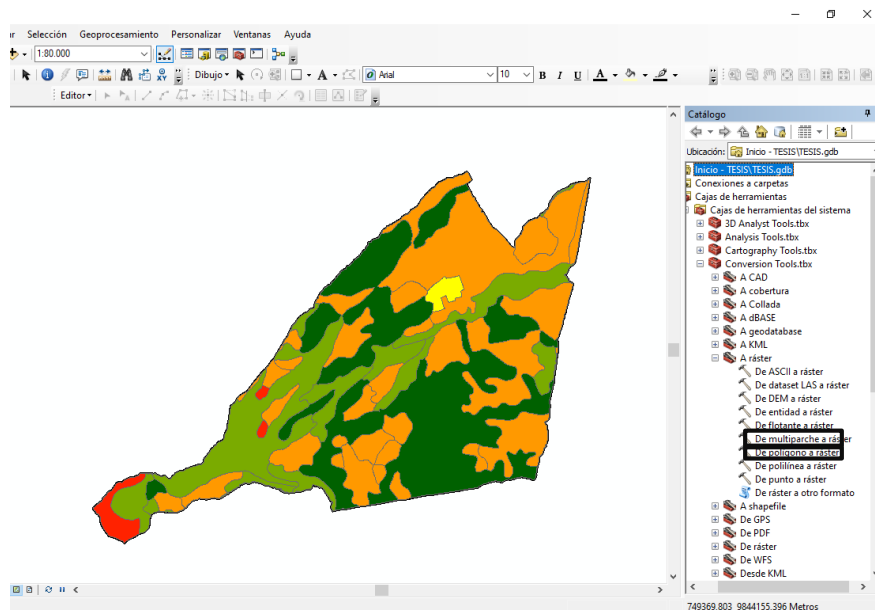 ar Selección Geoprocesamiento Personalizar Ventanas Ayuda
1:80.000
Dibujo A Arial 10 B I U A
Editor
Catálogo
Ubicación: Inicio - TESIS\TESIS.gdb
Inicio - TESIS\TESIS.gdb
Conexiones a carpetas
Cajas de herramientas
Cajas de herramientas del sistema
3D Analyst Tools.tbx
Analysis Tools.tbx
Cartography Tools.tbx
Conversion Tools.tbx
A CAD
A cobertura
A Collada
A dBASE
A geodatabase
A KML
A ráster
De ASCII a ráster
De dataset LAS a ráster
De DEM a ráster
De entidad a ráster
De flotante a ráster
De multiparche a ráster
De polígono a ráster
De polilínea a ráster
De punto a ráster
De ráster a otro formato
A shapefile
De GPS
De PDF
De ráster
De WFS
Desde KML
749369.803 9844155.396 Metros